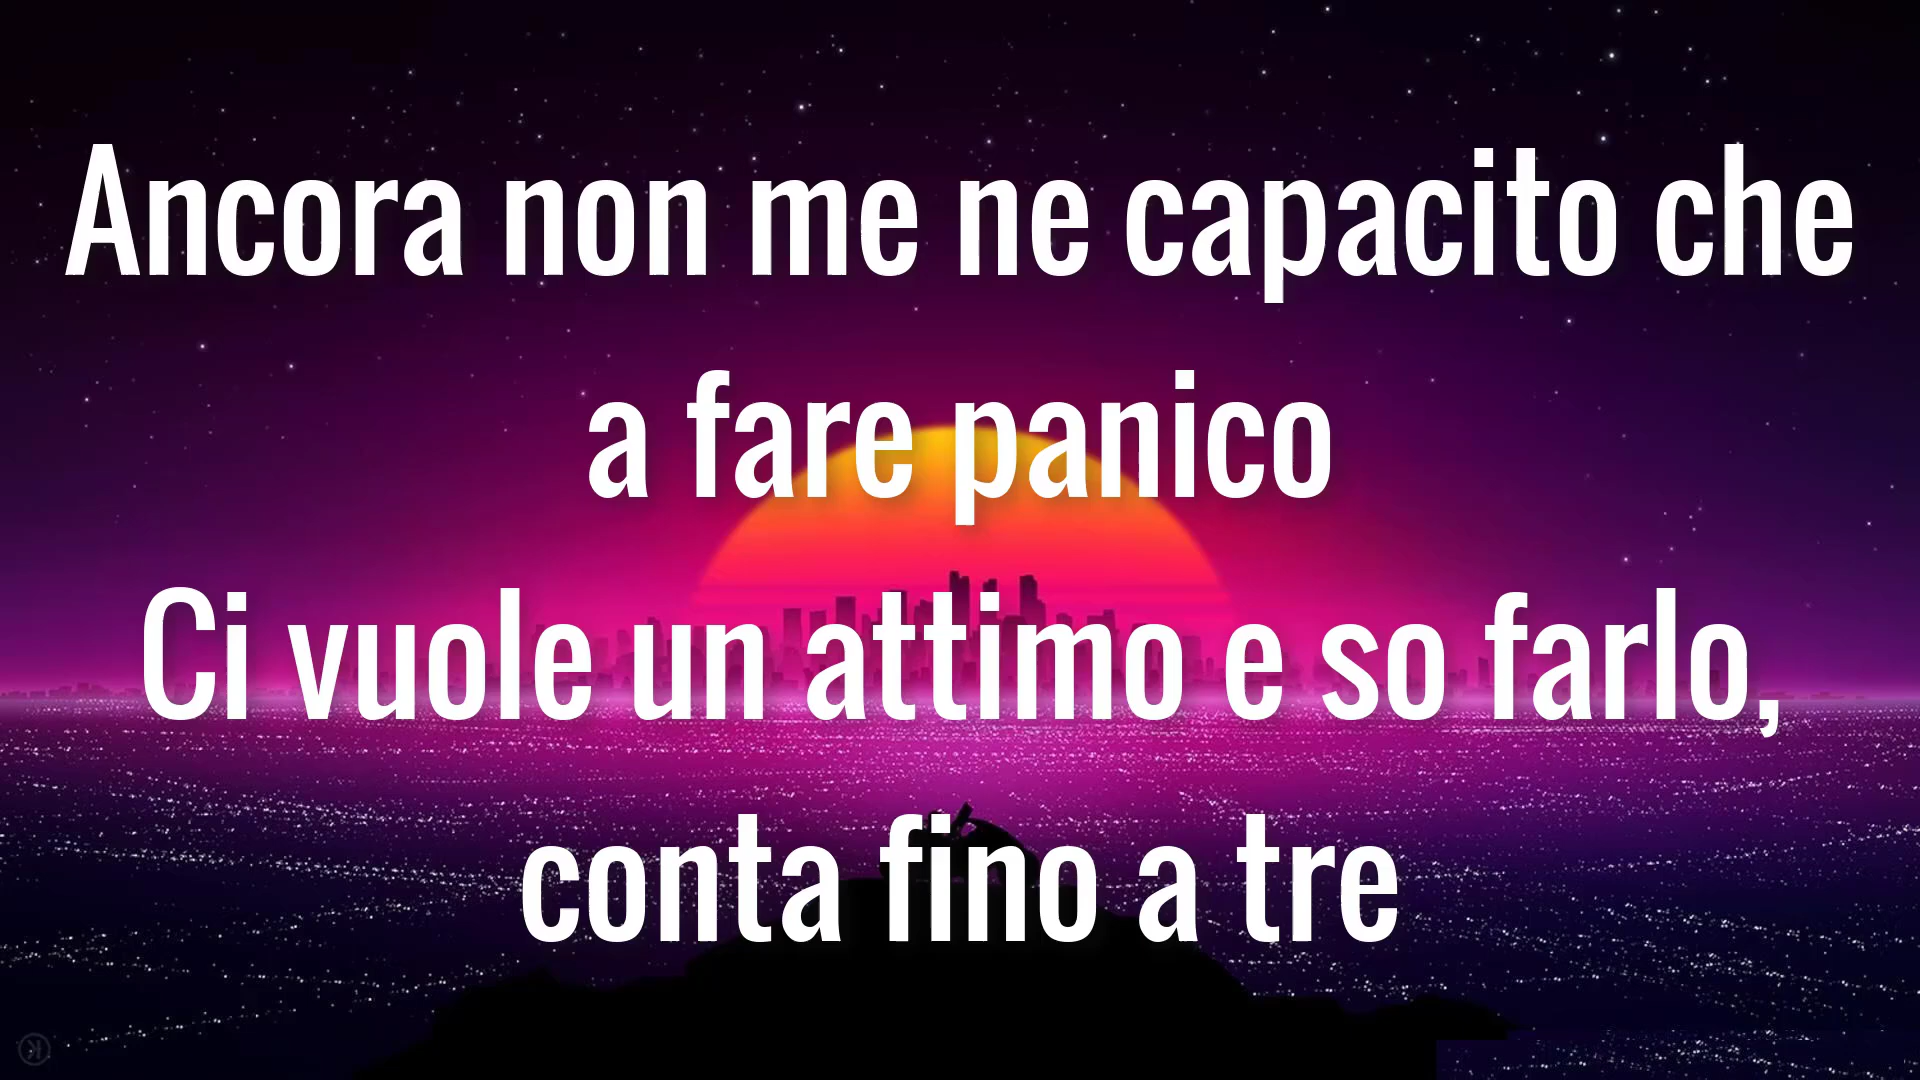 Ancora non me ne capacito che
a fare panico
Ci vuole un attimo e so farlo,
conta fino a tre